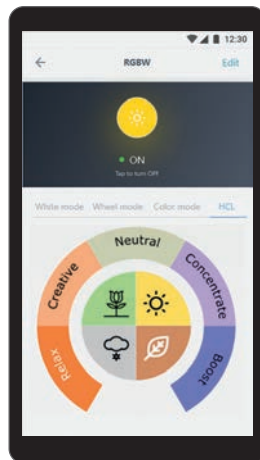 12:30
RGBW Edit
ON
Tap to turn OFF
White mode Wheel mode Color mode HCL
Neutral
Creative
Concentrate
Relax
Boost